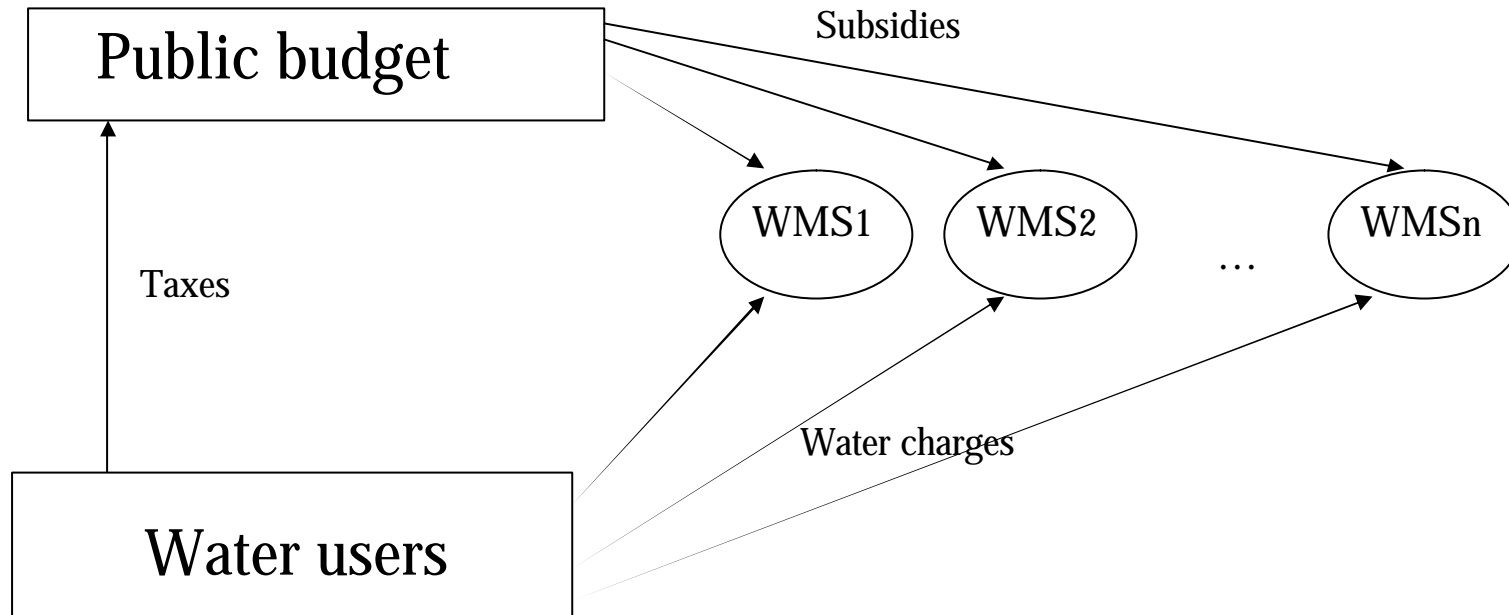 Subsidies
Public budget
WMS1
WMS2
WMSn
…
Taxes
Water charges
Water users